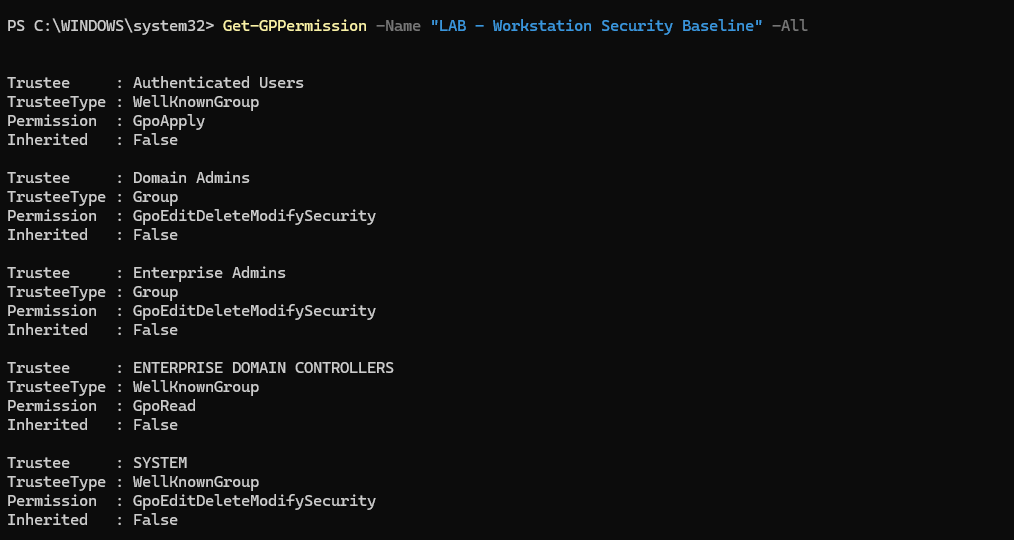 PS C:\WINDOWS\system32> Get-GPPermission -Name "LAB - Workstation Security Baseline" -All
Trustee     : Authenticated Users
TrusteeType : WellKnownGroup
Permission  : GpoApply
Inherited   : False
Trustee     : Domain Admins
TrusteeType : Group
Permission  : GpoEditDeleteModifySecurity
Inherited   : False
Trustee     : Enterprise Admins
TrusteeType : Group
Permission  : GpoEditDeleteModifySecurity
Inherited   : False
Trustee     : ENTERPRISE DOMAIN CONTROLLERS
TrusteeType : WellKnownGroup
Permission  : GpoRead
Inherited   : False
Trustee     : SYSTEM
TrusteeType : WellKnownGroup
Permission  : GpoEditDeleteModifySecurity
Inherited   : False